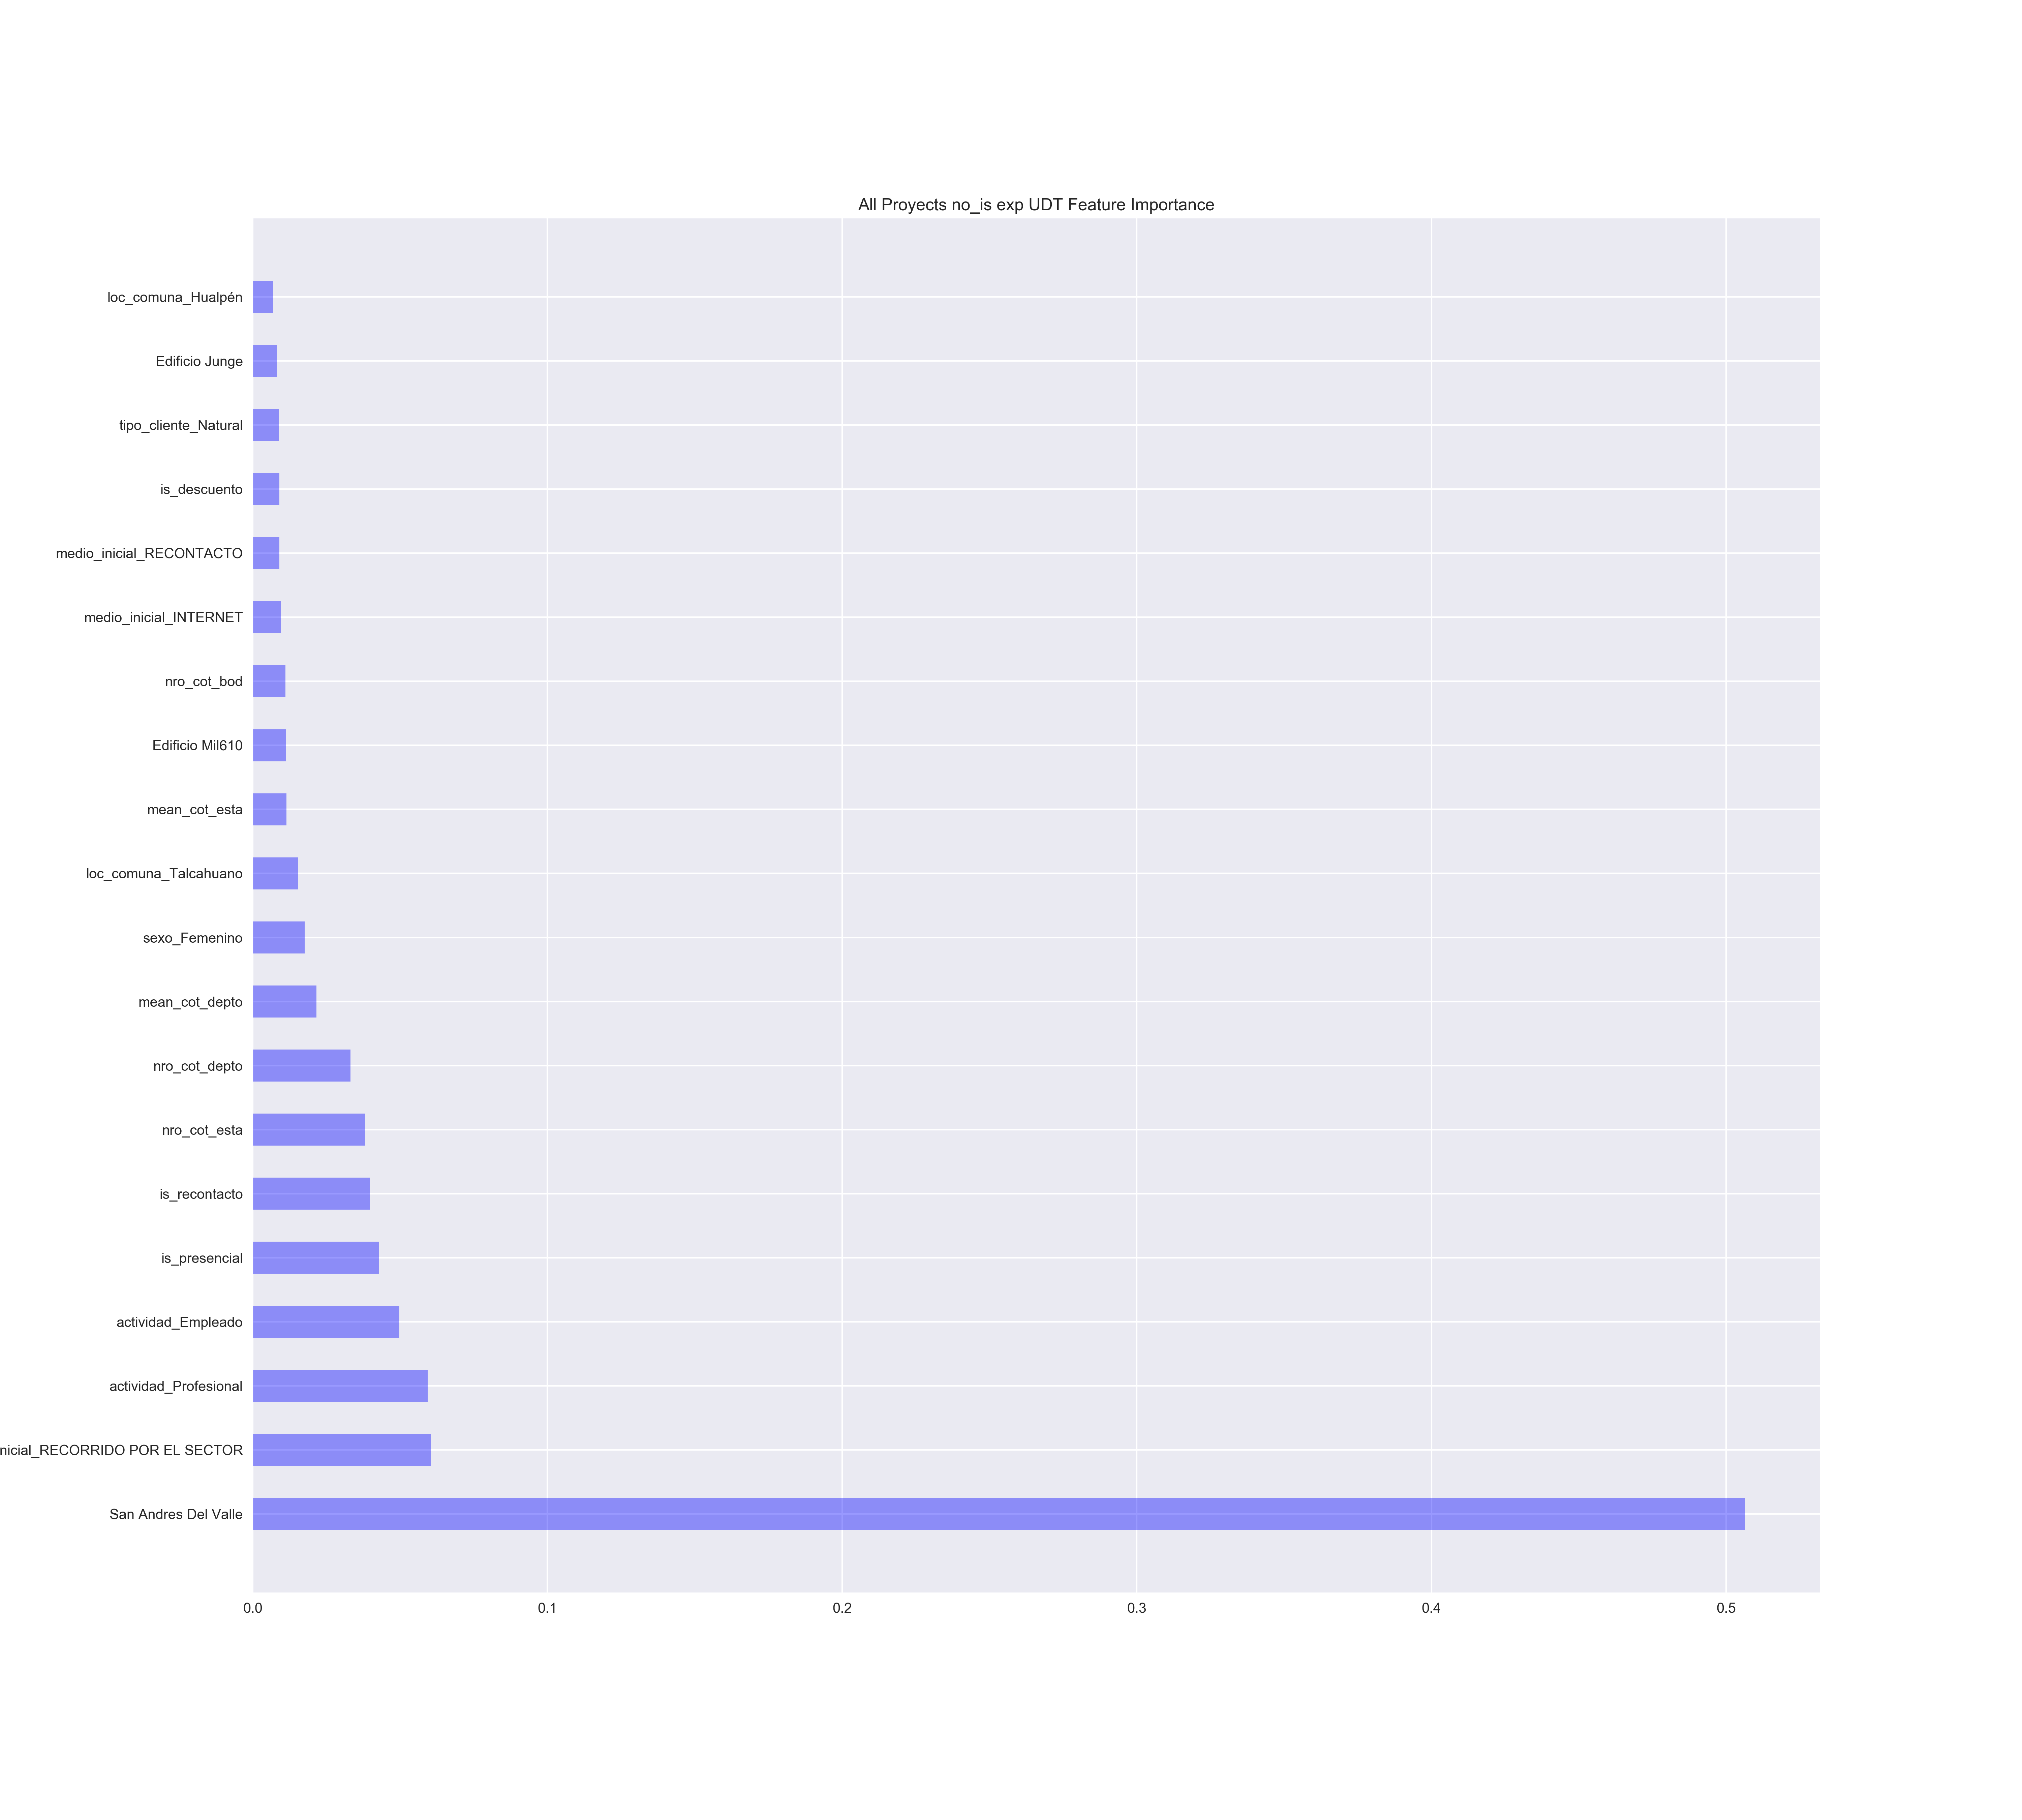 All Proyects no_is exp UDT Feature Importance
loc_comuna_Hualpén
Edificio Junge
tipo_cliente_Natural
is_descuento
medio_inicial_RECONTACTO
medio_inicial_INTERNET
nro_cot_bod
Edificio Mil610
mean_cot_esta
loc_comuna_Talcahuano
sexo_Femenino
mean_cot_depto
nro_cot_depto
nro_cot_esta
is_recontacto
is_presencial
actividad_Empleado
actividad_Profesional
nicial_RECORRIDO POR EL SECTOR
San Andres Del Valle
0.0 0.1 0.2 0.3 0.4 0.5